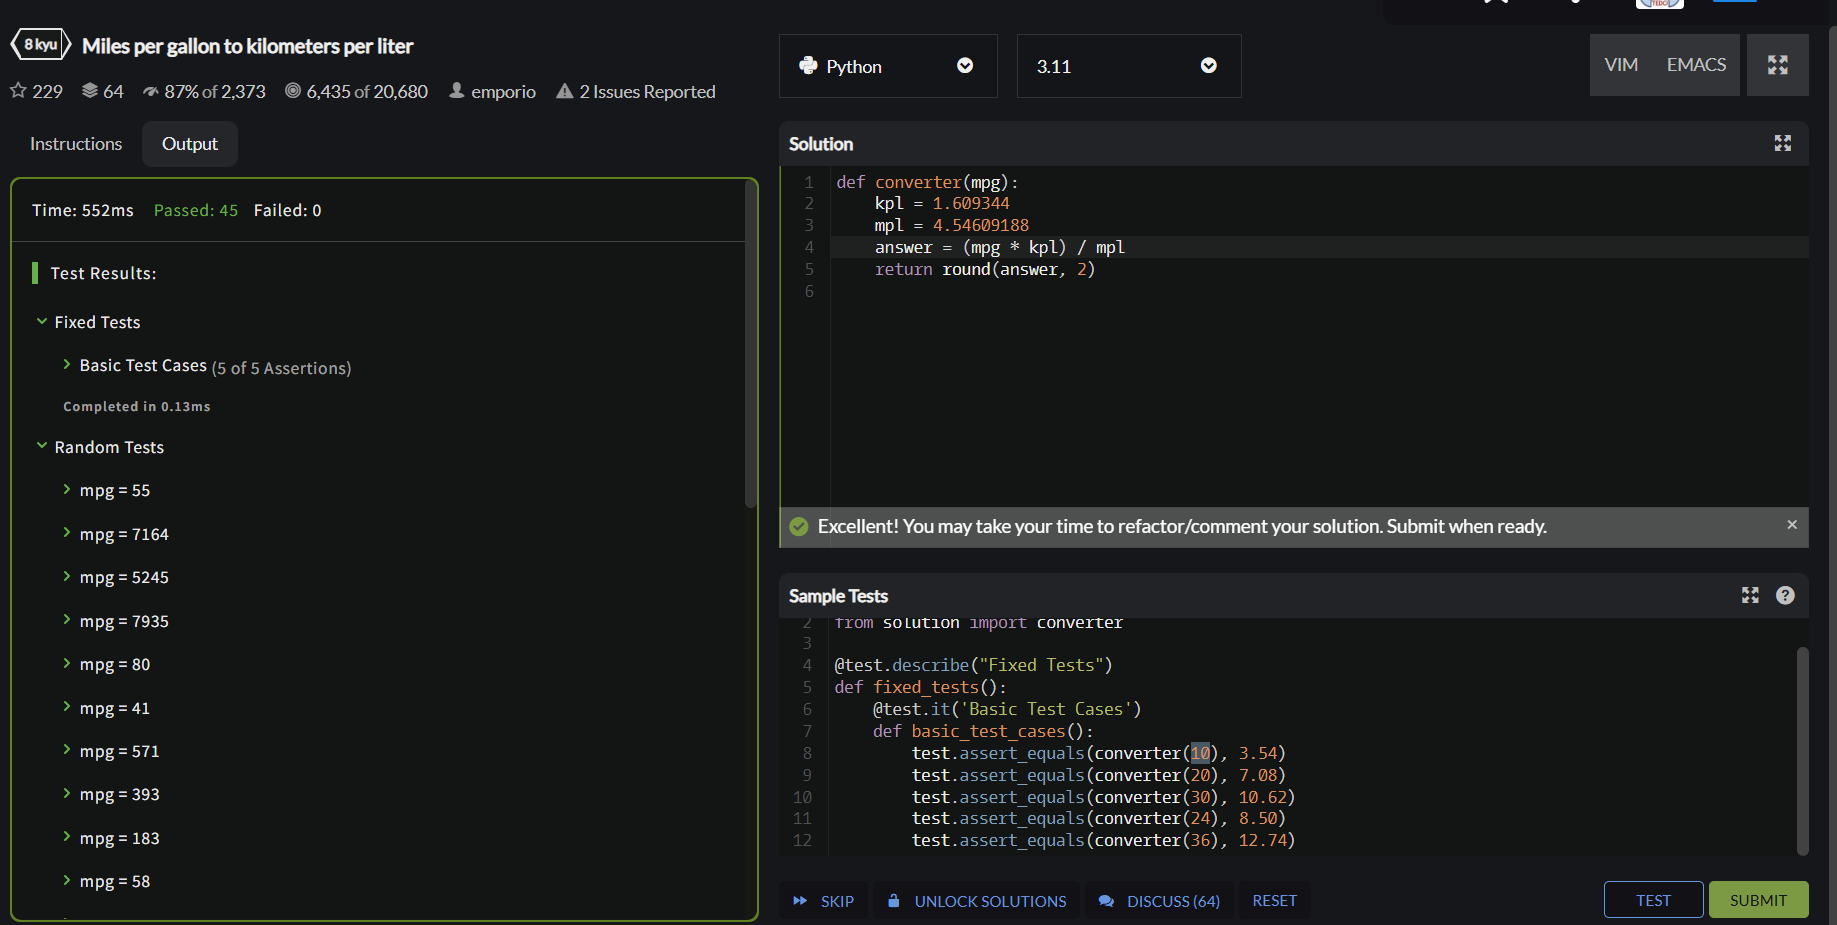 8 kyu Miles per gallon to kilometers per liter
229 64 87% of 2,373 6,435 of 20,680 emporio 2 Issues Reported
Instructions Output
Time: 552ms Passed: 45 Failed: 0
Test Results:
Fixed Tests
Basic Test Cases (5 of 5 Assertions)
Completed in 0.13ms
Random Tests
mpg = 55
mpg = 7164
mpg = 5245
mpg = 7935
mpg = 80
mpg = 41
mpg = 571
mpg = 393
mpg = 183
mpg = 58
Python 3.11 VIM EMACS
Solution
1 def converter(mpg):
2 kpl = 1.609344
3 mpl = 4.54609188
4 answer = (mpg * kpl) / mpl
5 return round(answer, 2)
6
Excellent! You may take your time to refactor/comment your solution. Submit when ready. ×
Sample Tests ?
2 from solution import converter
3
4 @test.describe("Fixed Tests")
5 def fixed_tests():
6 @test.it('Basic Test Cases')
7 def basic_test_cases():
8 test.assert_equals(converter(10), 3.54)
9 test.assert_equals(converter(20), 7.08)
10 test.assert_equals(converter(30), 10.62)
11 test.assert_equals(converter(24), 8.50)
12 test.assert_equals(converter(36), 12.74)
SKIP UNLOCK SOLUTIONS DISCUSS (64) RESET TEST SUBMIT